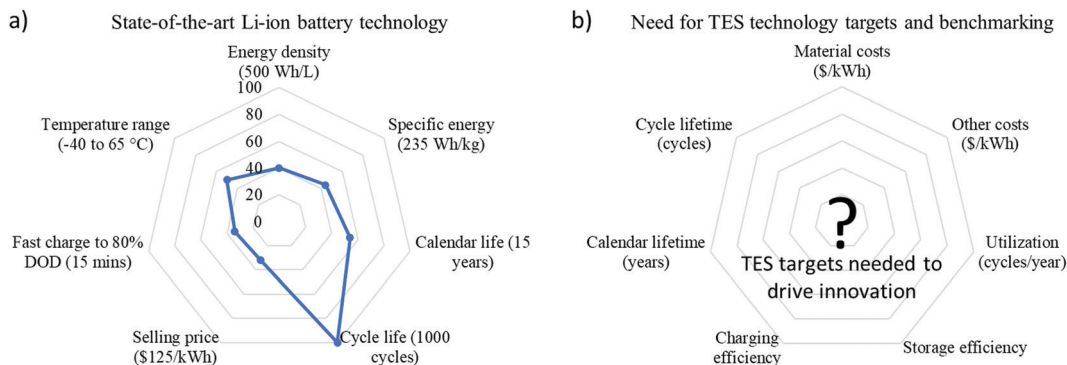 a)
State-of-the-art Li-ion battery technology
Energy density
(500 Wh/L)
100
80
60
40
20
0
Specific energy
(235 Wh/kg)
Calendar life (15
years)
Cycle life (1000
cycles)
Selling price
($125/kWh)
Fast charge to 80%
DOD (15 mins)
Temperature range
(-40 to 65 °C)
b)
Need for TES technology targets and benchmarking
Material costs
($/kWh)
Other costs
($/kWh)
Utilization
(cycles/year)
Storage efficiency
Charging
efficiency
Calendar lifetime
(years)
Cycle lifetime
(cycles)
?
TES targets needed to
drive innovation